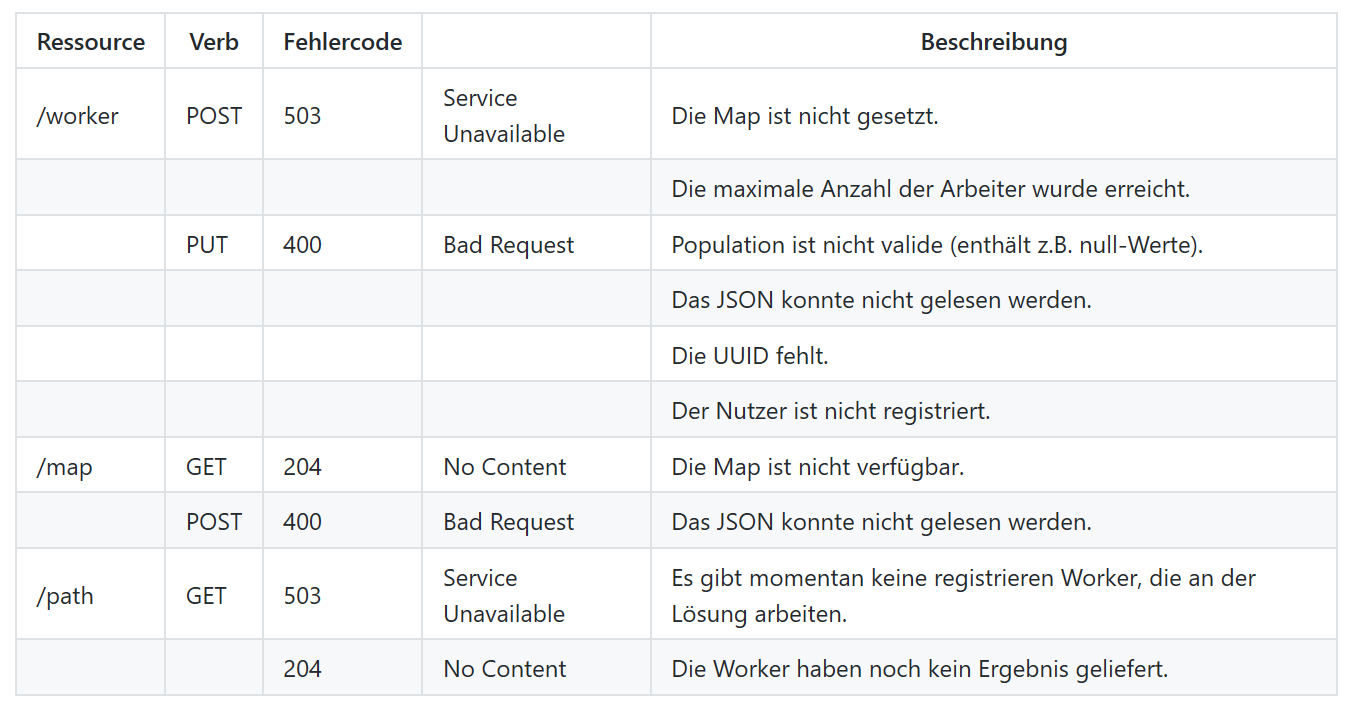 Ressource Verb Fehlercode Beschreibung
/worker POST 503 Service Unavailable Die Map ist nicht gesetzt.
Die maximale Anzahl der Arbeiter wurde erreicht.
PUT 400 Bad Request Population ist nicht valide (enthält z.B. null-Werte).
Das JSON konnte nicht gelesen werden.
Die UUID fehlt.
Der Nutzer ist nicht registriert.
/map GET 204 No Content Die Map ist nicht verfügbar.
POST 400 Bad Request Das JSON konnte nicht gelesen werden.
/path GET 503 Service Unavailable Es gibt momentan keine registrieren Worker, die an der
Lösung arbeiten.
204 No Content Die Worker haben noch kein Ergebnis geliefert.